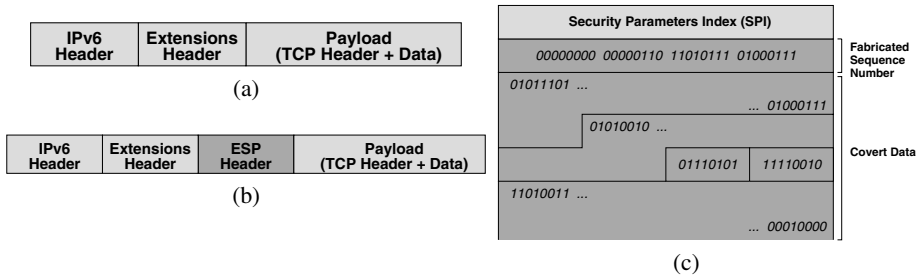 IPv6 Header
Extensions Header
Payload (TCP Header + Data)
(a)
IPv6 Header
Extensions Header
ESP Header
Payload (TCP Header + Data)
(b)
Security Parameters Index (SPI)
00000000 00000110 11010111 01000111
Fabricated Sequence Number
01011101 ...
... 01000111
01010010 ...
01110101
11110010
11010011 ...
... 00010000
Covert Data
(c)